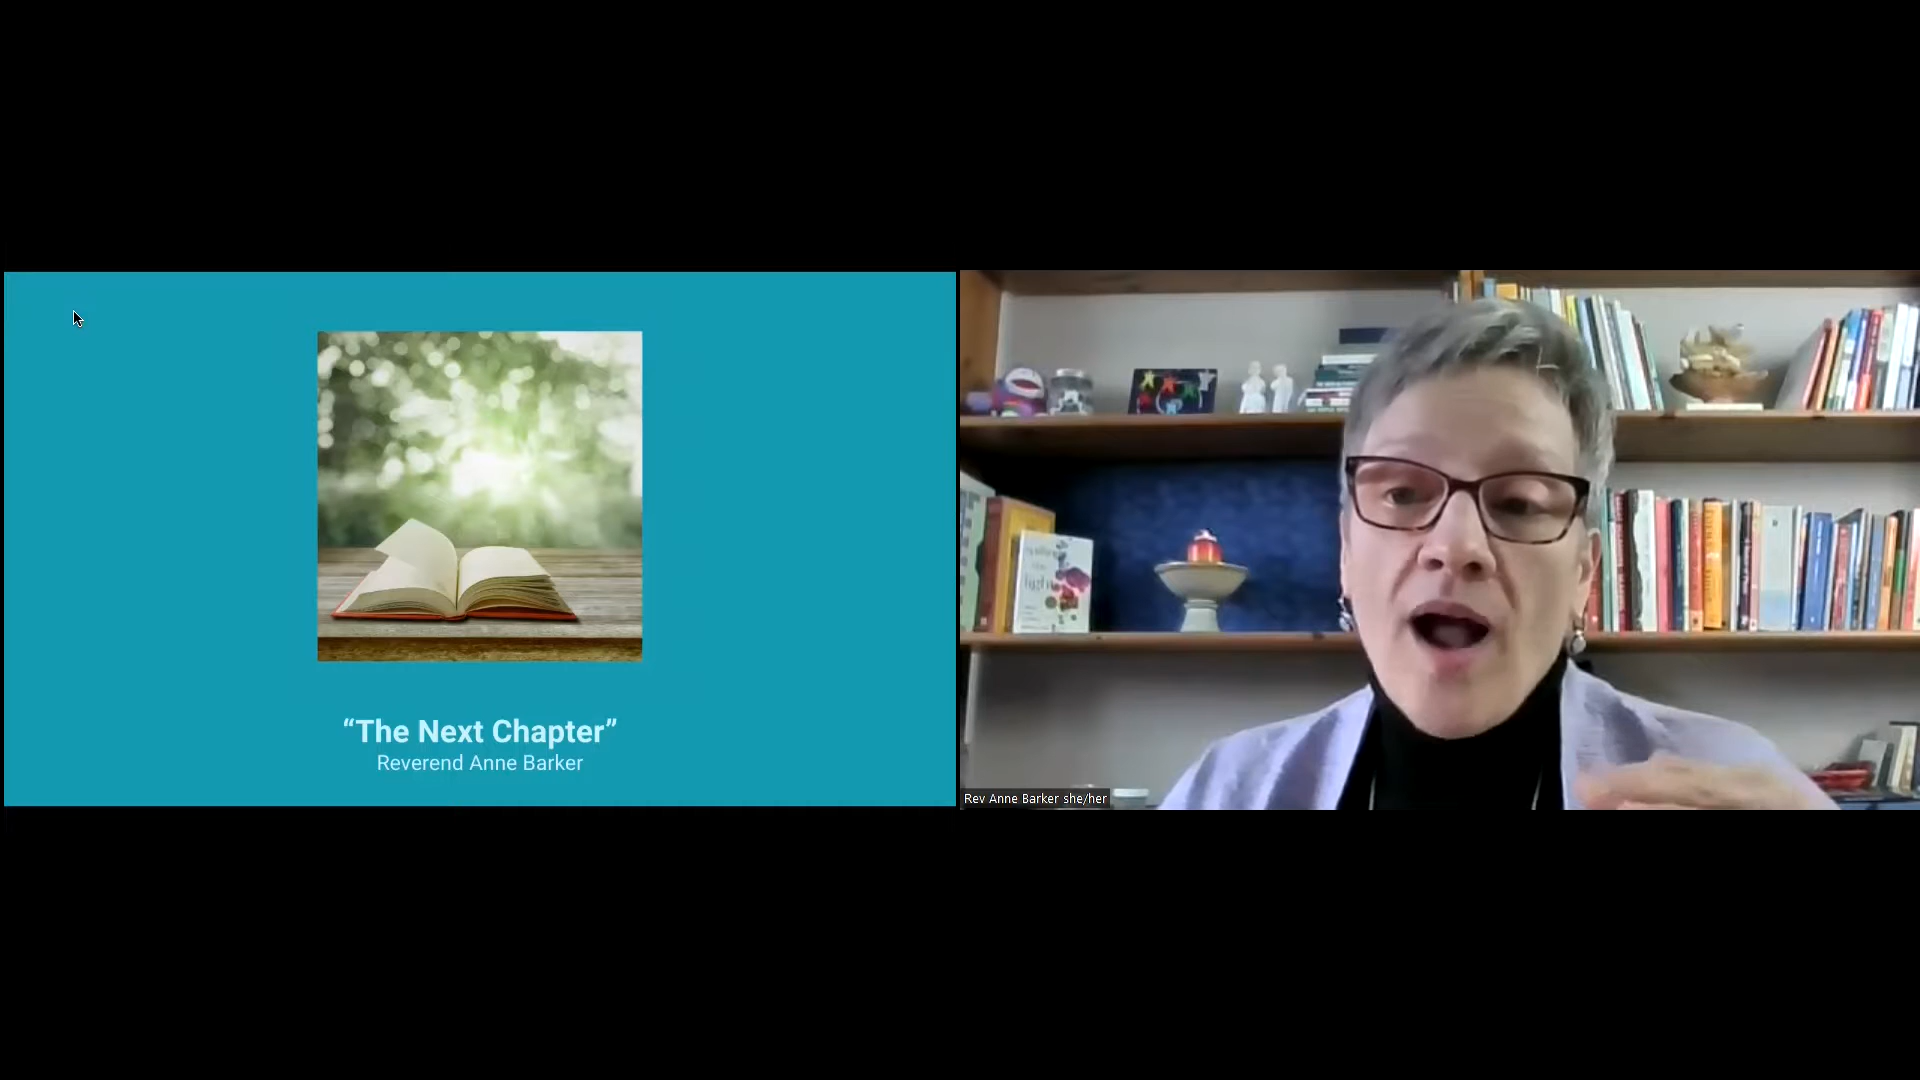 “The Next Chapter”
Reverend Anne Barker
Rev Anne Barker she/her